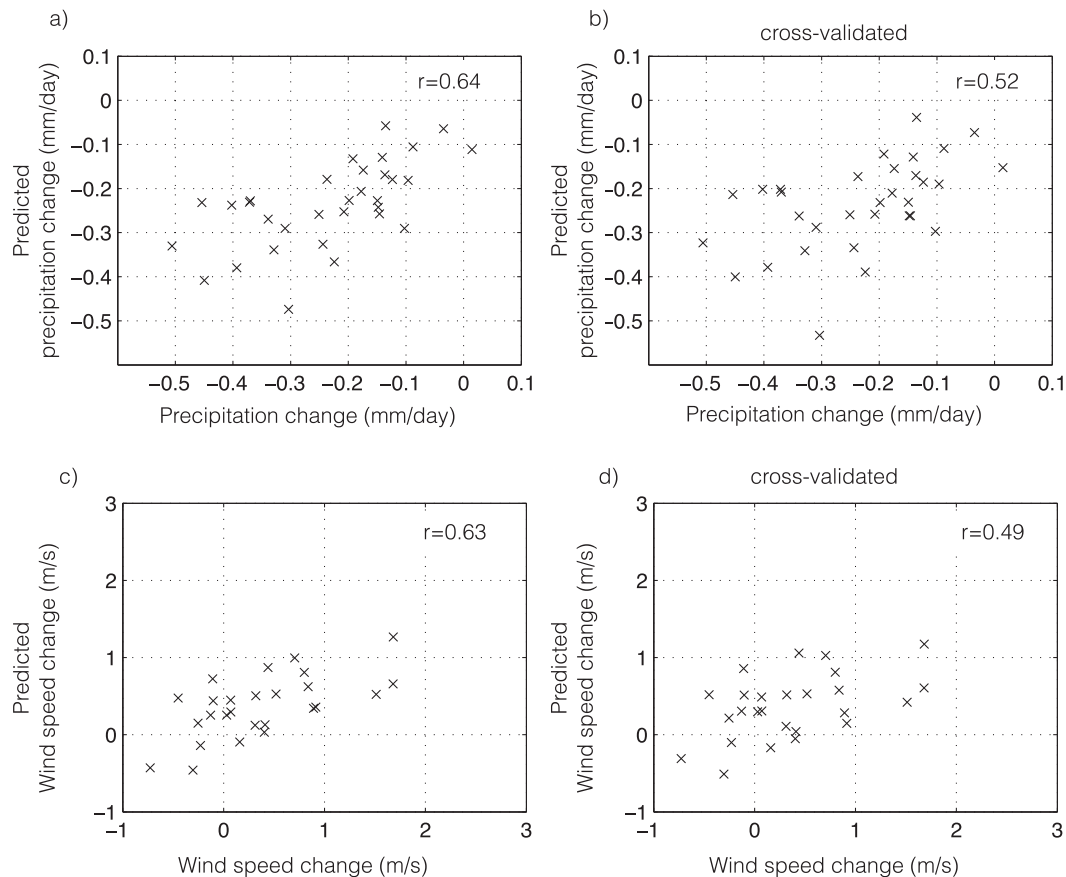 a)
0.1
0
−0.1
−0.2
−0.3
−0.4
−0.5
r=0.64
Predicted
precipitation change (mm/day)
−0.5 −0.4 −0.3 −0.2 −0.1 0 0.1
Precipitation change (mm/day)
b)
cross-validated
0.1
0
−0.1
−0.2
−0.3
−0.4
−0.5
r=0.52
Predicted
precipitation change (mm/day)
−0.5 −0.4 −0.3 −0.2 −0.1 0 0.1
Precipitation change (mm/day)
c)
3
2
1
0
−1
r=0.63
Predicted
Wind speed change (m/s)
−1 0 1 2 3
Wind speed change (m/s)
d)
cross-validated
3
2
1
0
−1
r=0.49
Predicted
Wind speed change (m/s)
−1 0 1 2 3
Wind speed change (m/s)